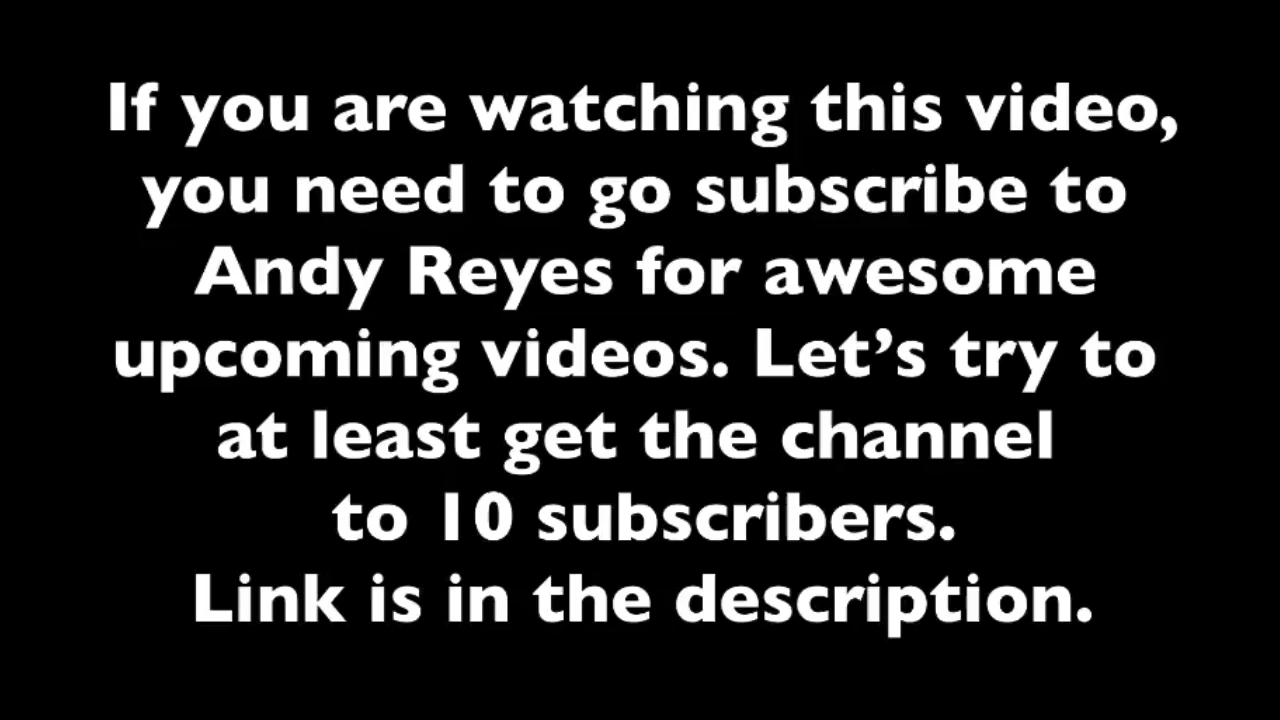 If you are watching this video,
you need to go subscribe to
Andy Reyes for awesome
upcoming videos. Let’s try to
at least get the channel
to 10 subscribers.
Link is in the description.